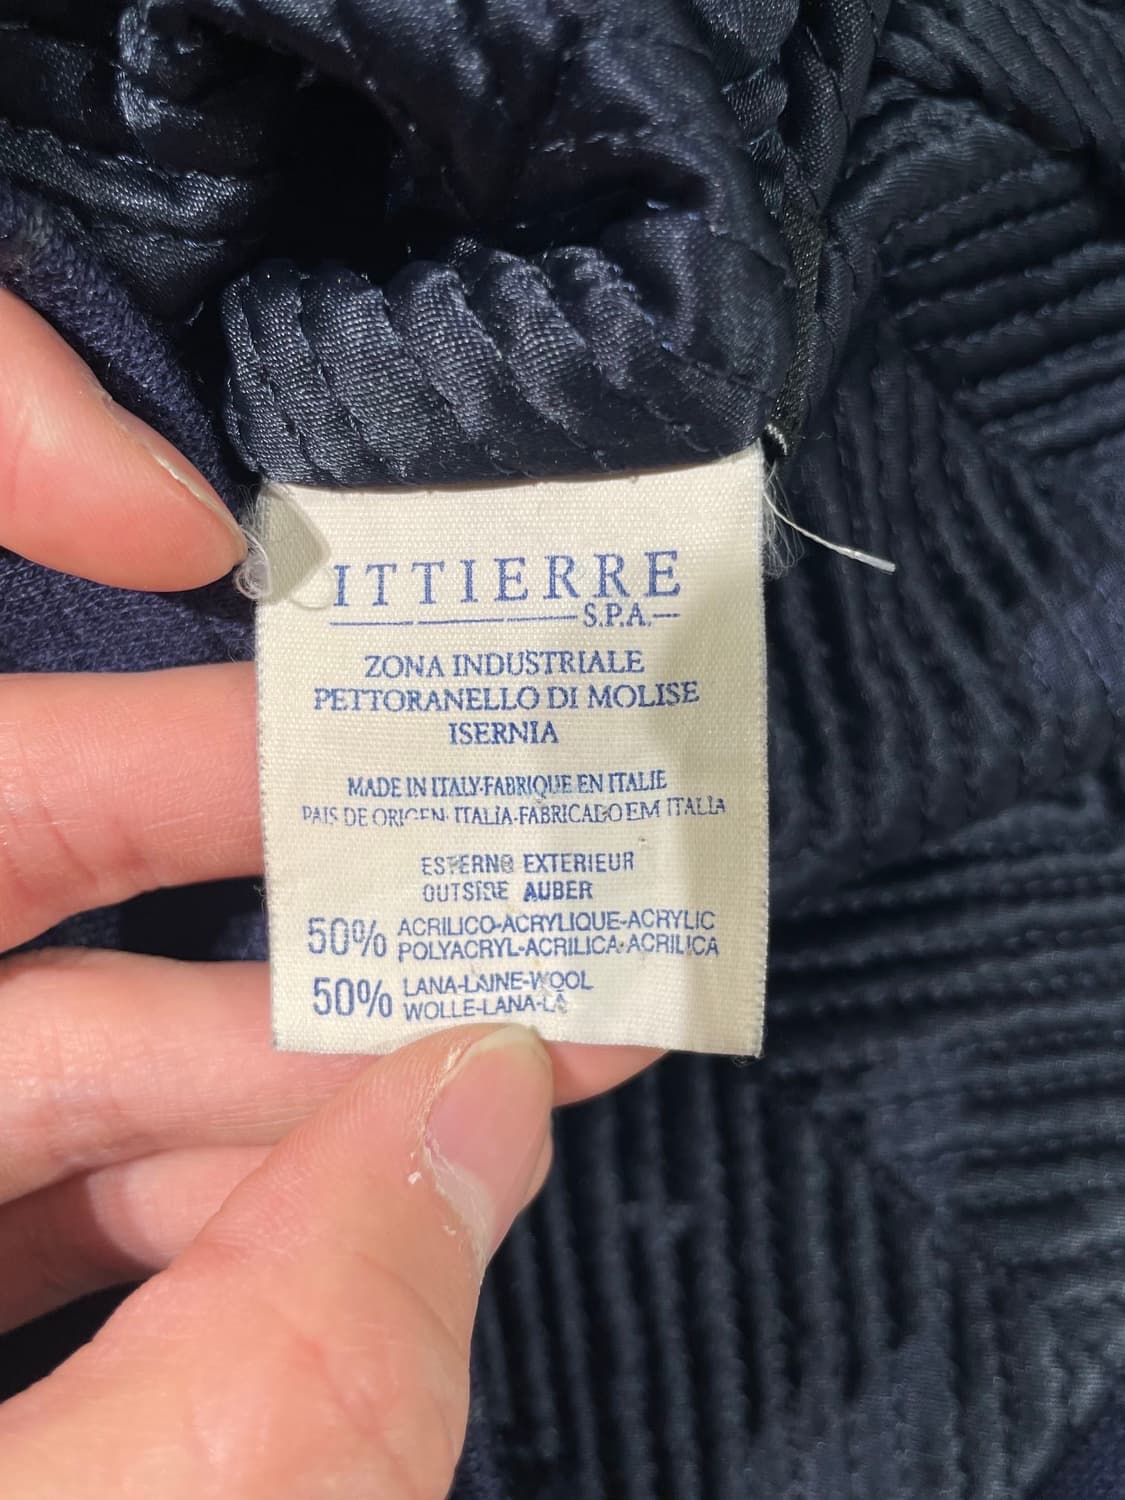 ITTIERRE
S.P.A.
ZONA INDUSTRIALE
PETTORANELLO DI MOLISE
ISERNIA
MADE IN ITALY-FABRIQUE EN ITALIE
PAIS DE ORIGEN-ITALIA-FABRICADO EM ITALIA
ESTERNO EXTERIEUR
OUTSIDE AUBER
50% ACRILICO-ACRYLIQUE-ACRYLIC
POLYACRYL-ACRILICA-ACRILICA
50% LANA-LAINE-WOOL
WOLLE-LANA-LÃ